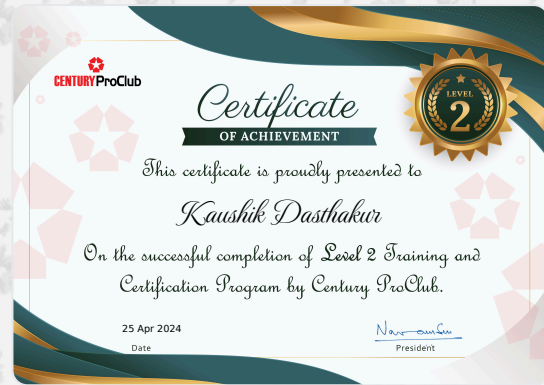 CENTURY ProClub
LEVEL
2
Certificate
OF ACHIEVEMENT
This certificate is proudly presented to
Kaushik Dasthakur
On the successful completion of Level 2 Training and
Certification Program by Century ProClub.
25 Apr 2024
Date
President